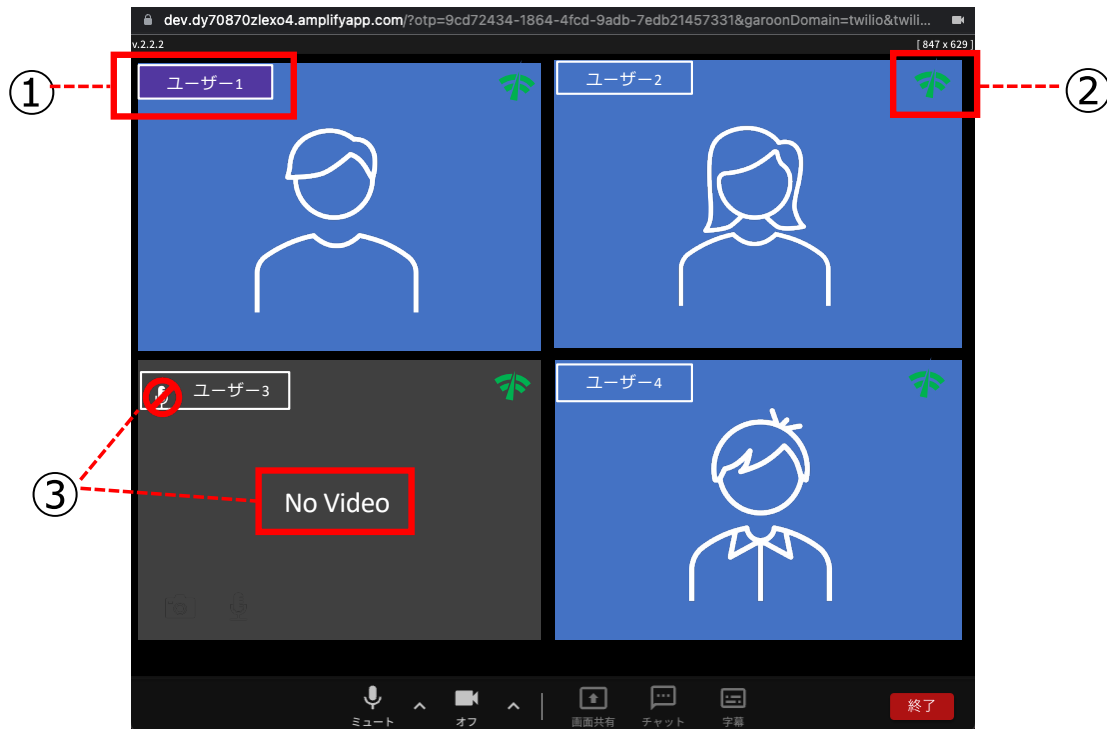 dev.dy70870zlexo4.amplifyapp.com/?otp=9cd72434-1864-4fcd-9adb-7edb21457331&garoonDomain=twilio&twili...
v.2.2.2
[ 847 x 629 ]
①
ユーザー1
ユーザー2
②
ユーザー3
ユーザー4
③
No Video
ミュート
オフ
画面共有
チャット
字幕
終了